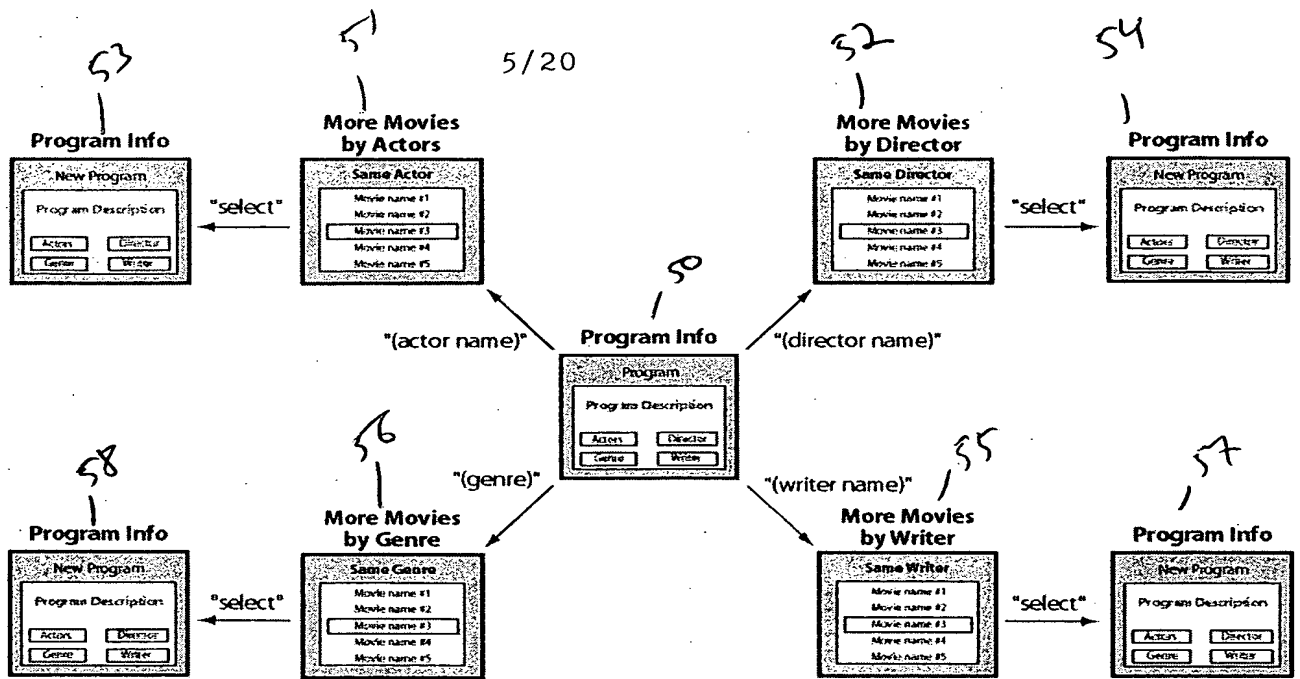 5/20
53
Program Info
New Program
Program Description
Actors
Director
Genre
Writer
"select"
51
More Movies
by Actors
Same Actor
Movie name #1
Movie name #2
Movie name #3
Movie name #4
Movie name #5
52
More Movies
by Director
Same Director
Movie name #1
Movie name #2
Movie name #3
Movie name #4
Movie name #5
"select"
54
Program Info
New Program
Program Description
Actors
Director
Genre
Writer
"(actor name)"
50
Program Info
Program
Program Description
Actors
Director
Genre
Writer
"(director name)"
"(genre)"
"(writer name)"
58
Program Info
New Program
Program Description
Actors
Director
Genre
Writer
"select"
56
More Movies
by Genre
Same Genre
Movie name #1
Movie name #2
Movie name #3
Movie name #4
Movie name #5
55
More Movies
by Writer
Same Writer
Movie name #1
Movie name #2
Movie name #3
Movie name #4
Movie name #5
"select"
57
Program Info
New Program
Program Description
Actors
Director
Genre
Writer